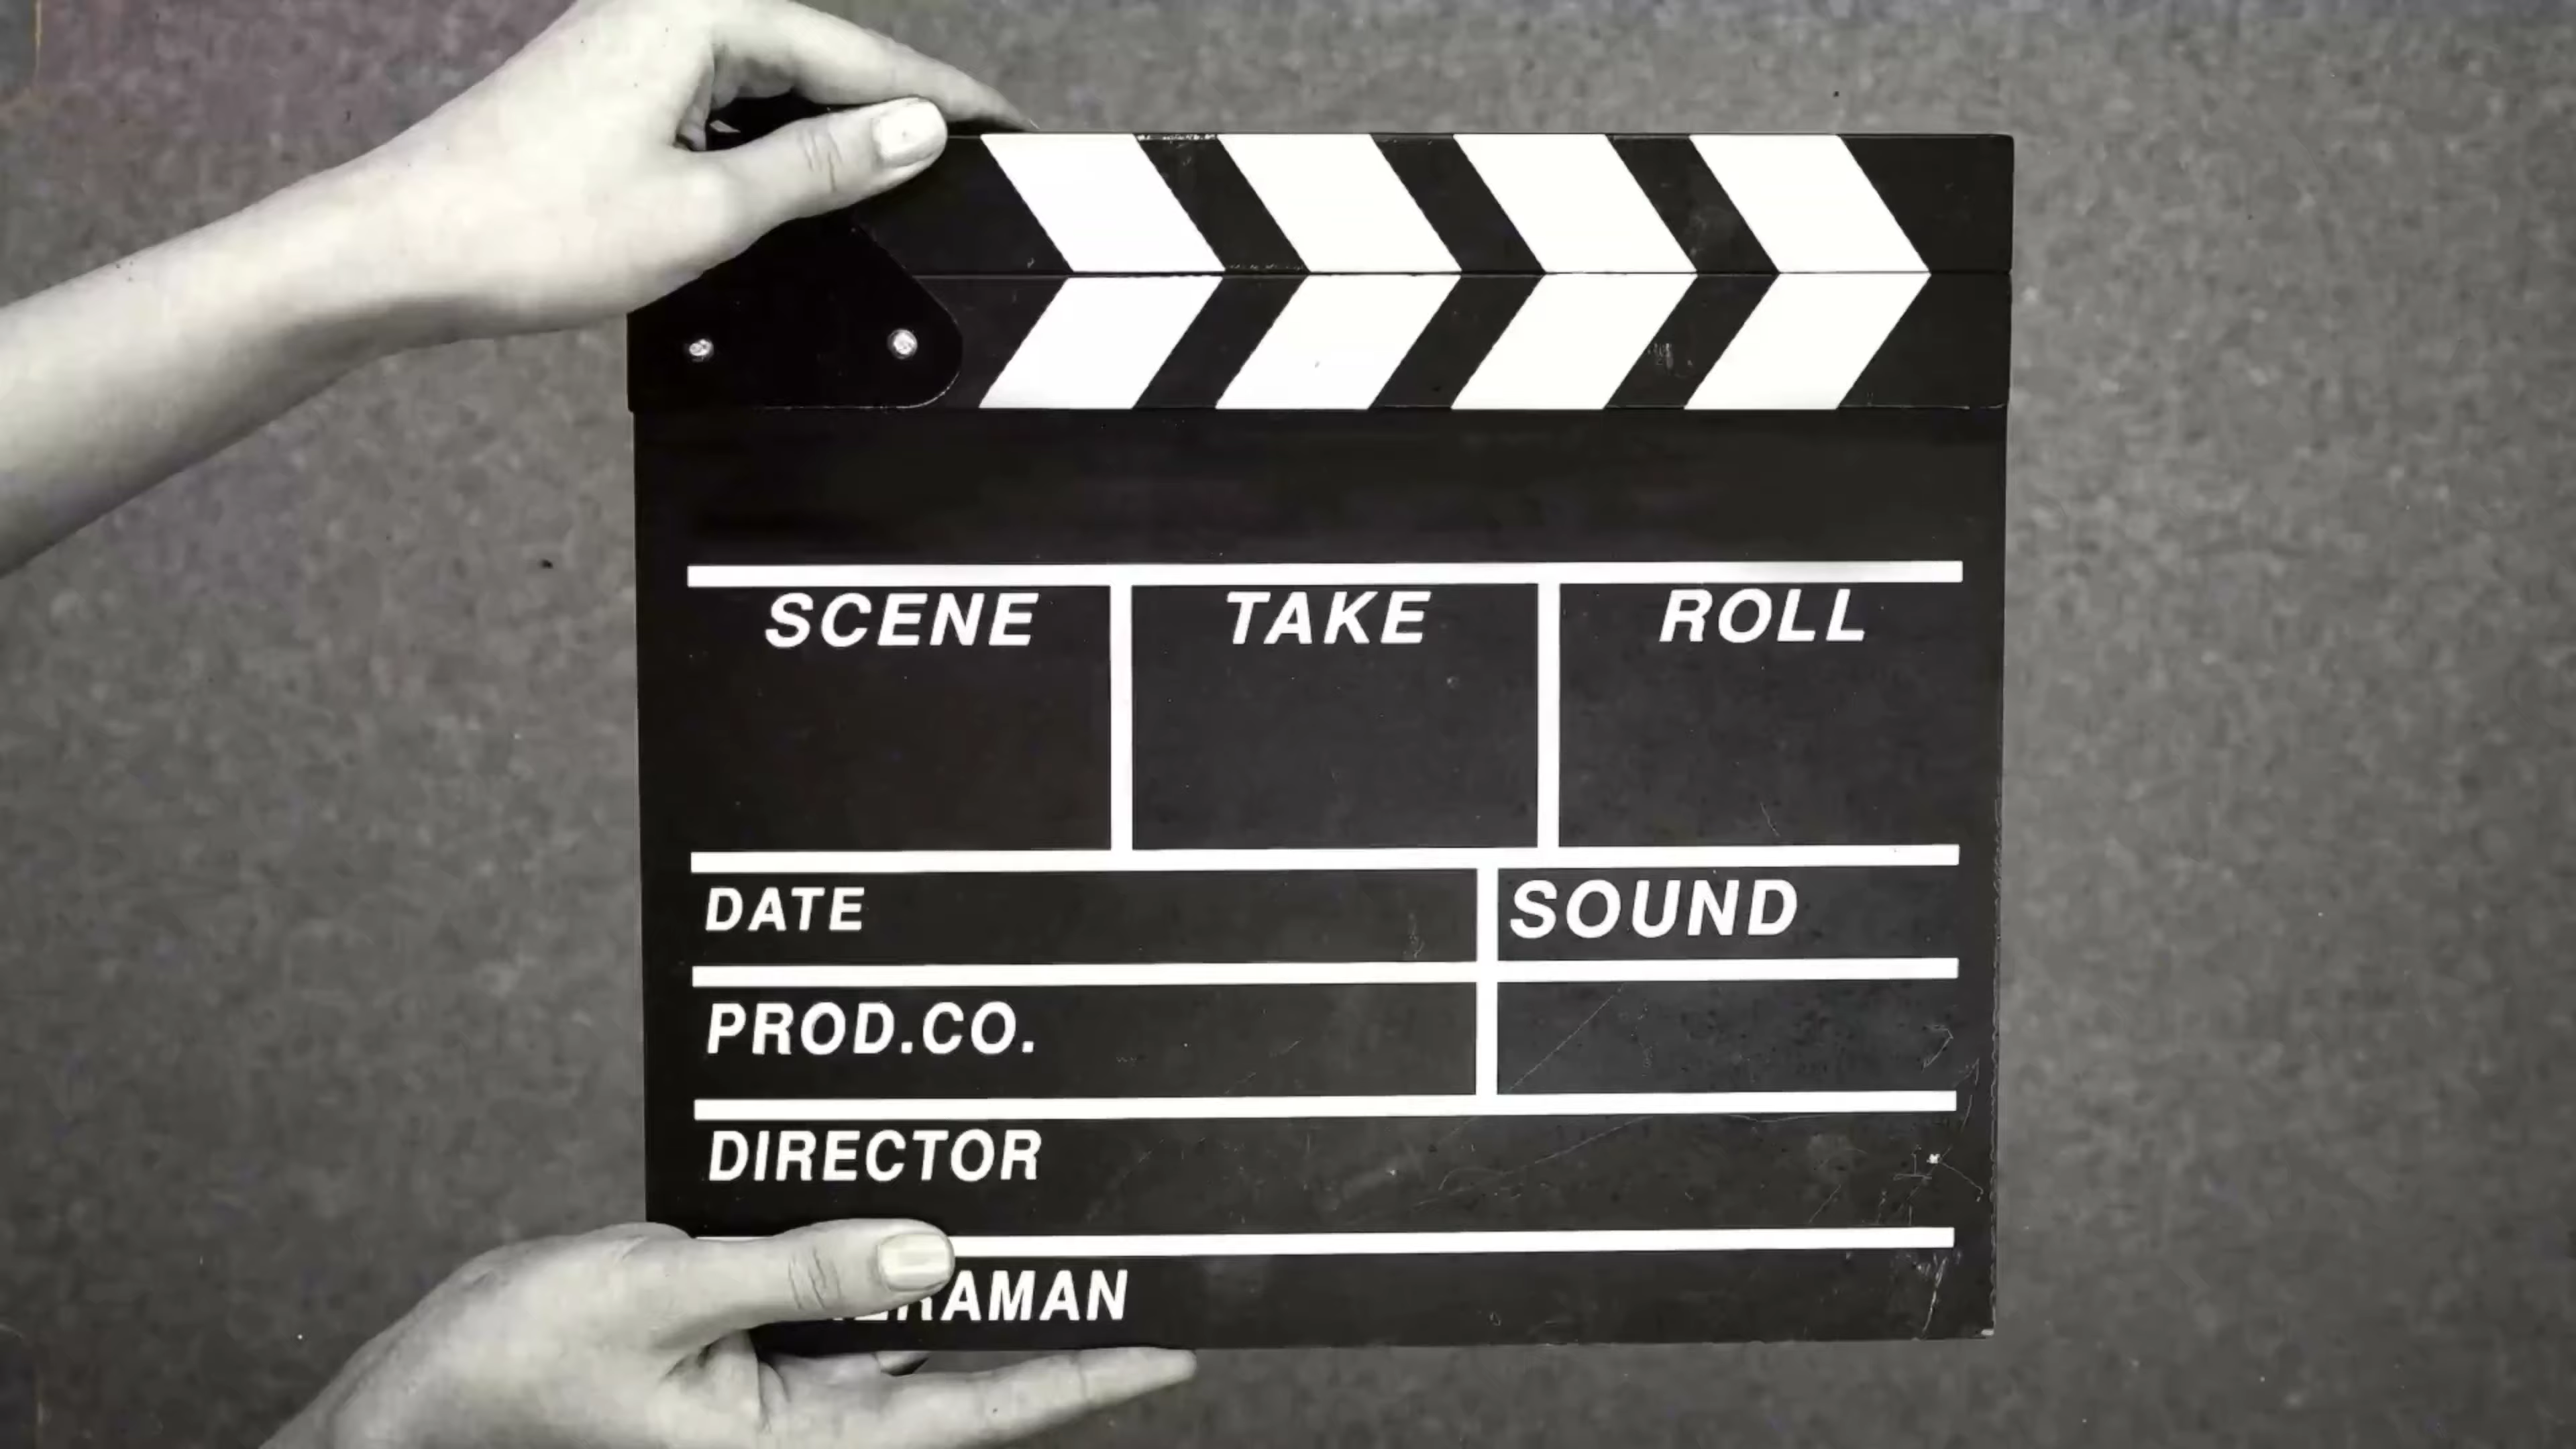 SCENE TAKE ROLL
DATE SOUND
PROD.CO.
DIRECTOR